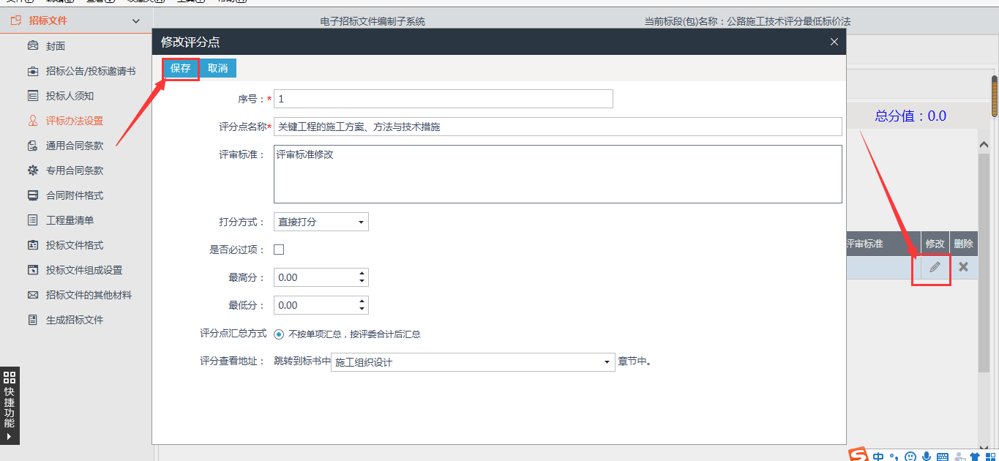 招标文件
电子招标文件编制子系统
当前标段(包)名称：公路施工技术评分最低标价法
封面
招标公告/投标邀请书
投标人须知
评标办法设置
通用合同条款
专用合同条款
合同附件格式
工程量清单
投标文件格式
投标文件组成设置
招标文件的其他材料
生成招标文件
快捷功能
修改评分点
保存 取消
序号：* 1
评分点名称* 关键工程的施工方案、方法与技术措施
评审标准： 评审标准修改
打分方式： 直接打分
是否必过项：
最高分： 0.00
最低分： 0.00
评分点汇总方式 不按单项汇总，按评委合计后汇总
评分查看地址： 跳转到标书中 施工组织设计 章节中。
总分值：0.0
评审标准 修改 删除
中